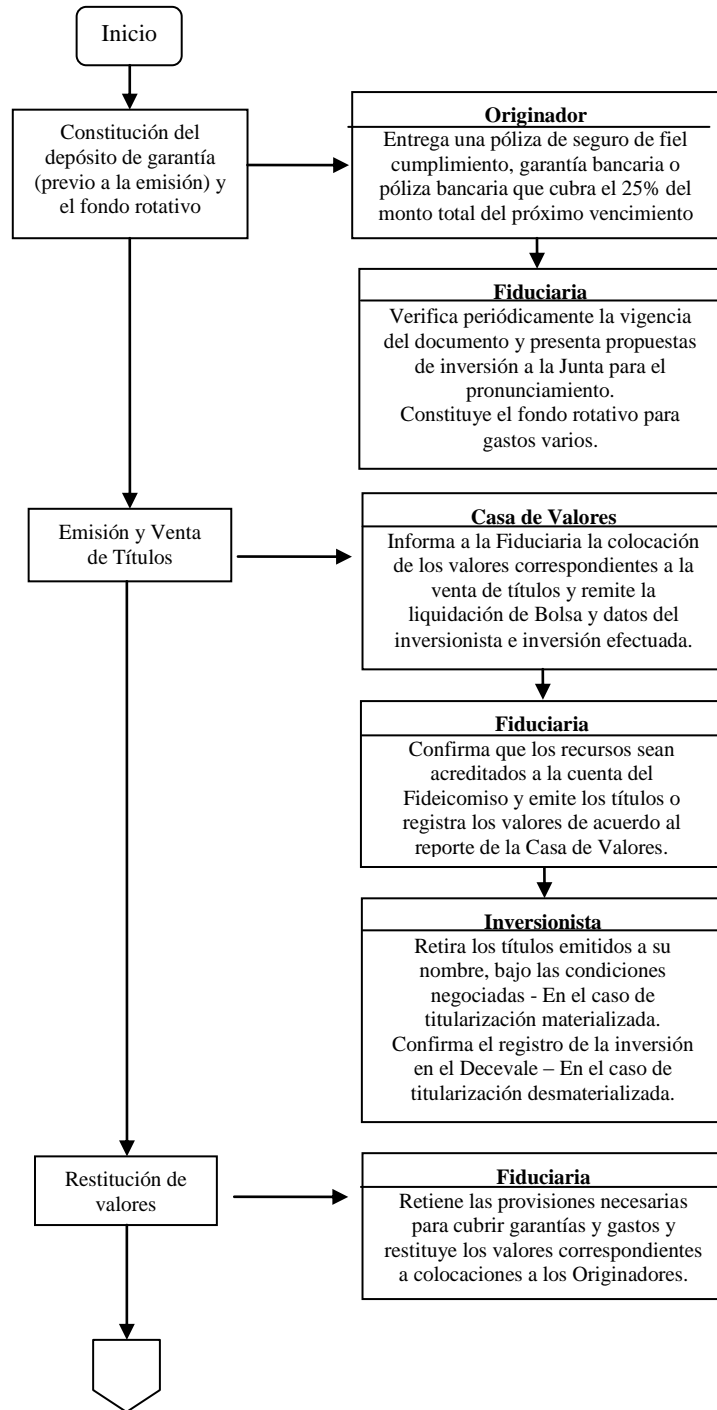 Inicio
Constitución del
depósito de garantía
(previo a la emisión) y
el fondo rotativo
Originador
Entrega una póliza de seguro de fiel
cumplimiento, garantía bancaria o
póliza bancaria que cubra el 25% del
monto total del próximo vencimiento
Fiduciaria
Verifica periódicamente la vigencia
del documento y presenta propuestas
de inversión a la Junta para el
pronunciamiento.
Constituye el fondo rotativo para
gastos varios.
Emisión y Venta
de Títulos
Casa de Valores
Informa a la Fiduciaria la colocación
de los valores correspondientes a la
venta de títulos y remite la
liquidación de Bolsa y datos del
inversionista e inversión efectuada.
Fiduciaria
Confirma que los recursos sean
acreditados a la cuenta del
Fideicomiso y emite los títulos o
registra los valores de acuerdo al
reporte de la Casa de Valores.
Inversionista
Retira los títulos emitidos a su
nombre, bajo las condiciones
negociadas - En el caso de
titularización materializada.
Confirma el registro de la inversión
en el Decevale – En el caso de
titularización desmaterializada.
Restitución de
valores
Fiduciaria
Retiene las provisiones necesarias
para cubrir garantías y gastos y
restituye los valores correspondientes
a colocaciones a los Originadores.